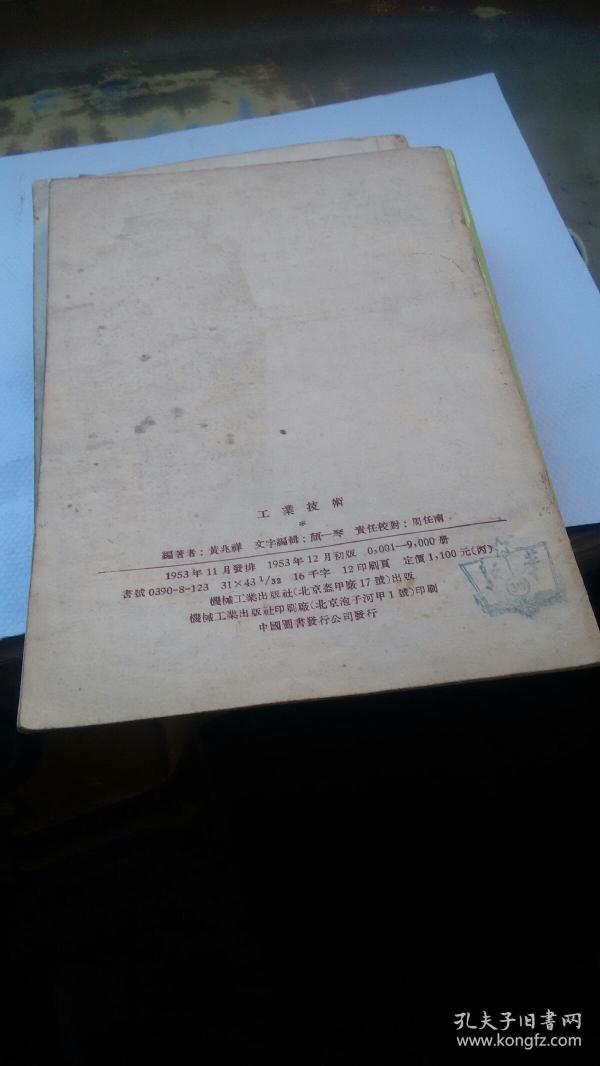 工業技術
編著者：黃兆祥 文字編輯：顏一琴 責任校對：周任南
1953年11月發排 1953年12月初版 0,001—9,000册
書號0390-8-123 31×43 1/32 16千字 12印刷頁 定價1,100元(丙)
機械工業出版社(北京盔甲廠17號)出版
機械工業出版社印刷廠(北京泡子河甲1號)印刷
中國圖書發行公司發行
孔夫子旧书网
www.kongfz.com